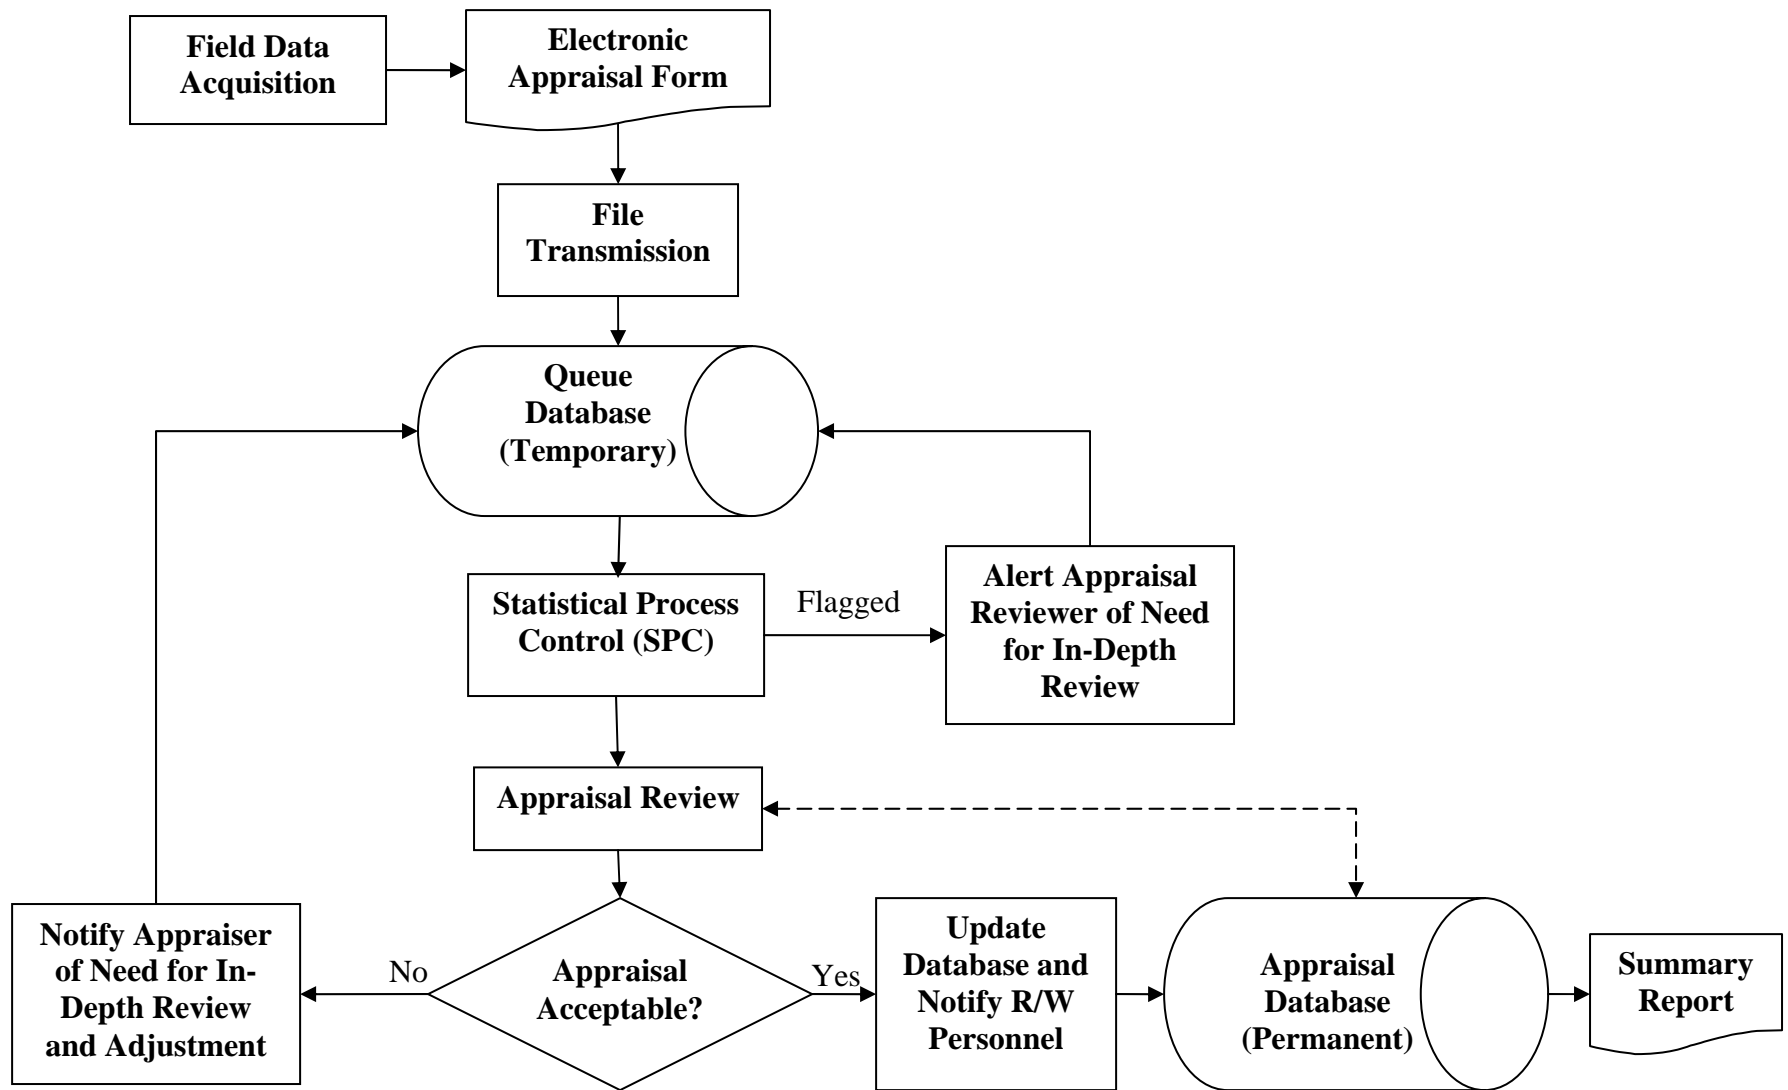 Field Data
Acquisition
Electronic
Appraisal Form
File
Transmission
Queue
Database
(Temporary)
Statistical Process
Control (SPC)
Flagged
Alert Appraisal
Reviewer of Need
for In-Depth
Review
Appraisal Review
Notify Appraiser
of Need for In-
Depth Review
and Adjustment
No
Appraisal
Acceptable?
Yes
Update
Database and
Notify R/W
Personnel
Appraisal
Database
(Permanent)
Summary
Report